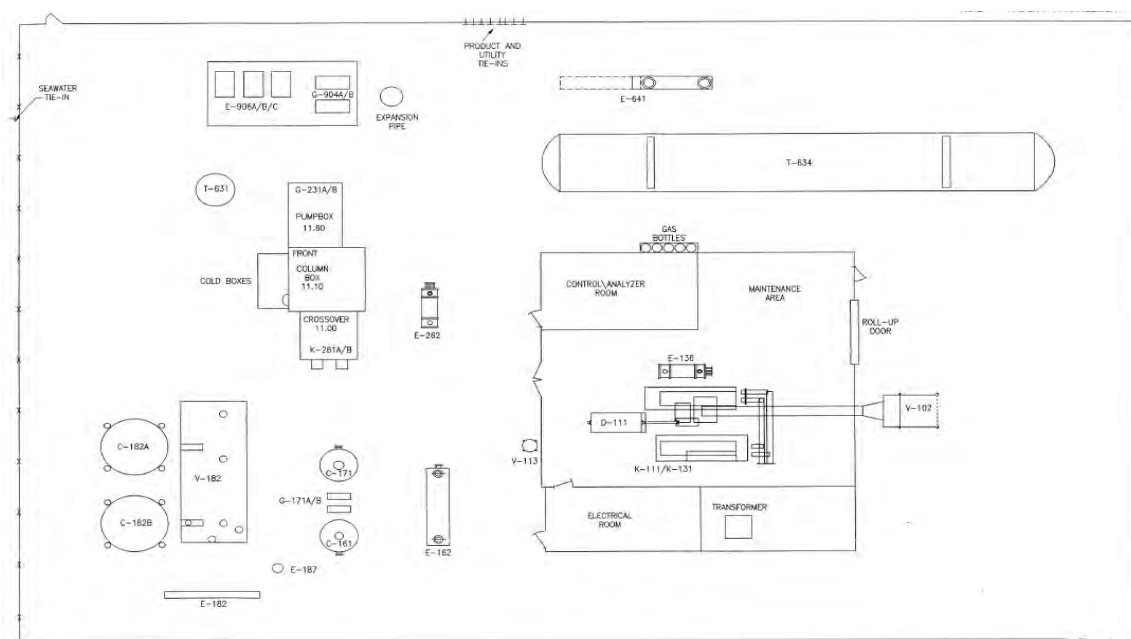 PRODUCT AND
UTILITY
TIE-INS
SEAWATER
TIE-IN
E-906A/B/C
G-904A/B
EXPANSION
PIPE
E-641
T-634
T-631
G-231A/B
PUMPBOX
11.60
FRONT
COLUMN
BOX
11.10
COLD BOXES
CROSSOVER
11.00
K-261A/B
E-262
GAS
BOTTLES
CONTROL\ANALYZER
ROOM
MAINTENANCE
AREA
ROLL-UP
DOOR
E-136
D-111
V-102
K-111/K-131
V-113
C-182A
V-182
C-182B
C-171
G-171A/B
C-161
E-162
E-187
E-182
ELECTRICAL
ROOM
TRANSFORMER